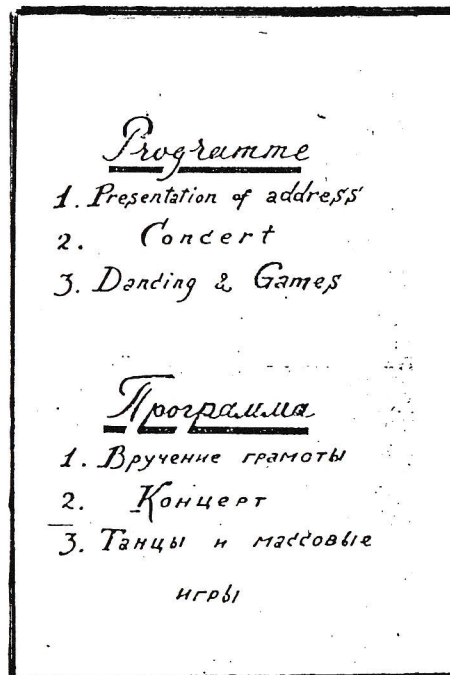 Programme
1. Presentation of address
2. Concert
3. Dancing & Games
Программа
1. Вручение грамоты
2. Концерт
3. Танцы и массовые
игры